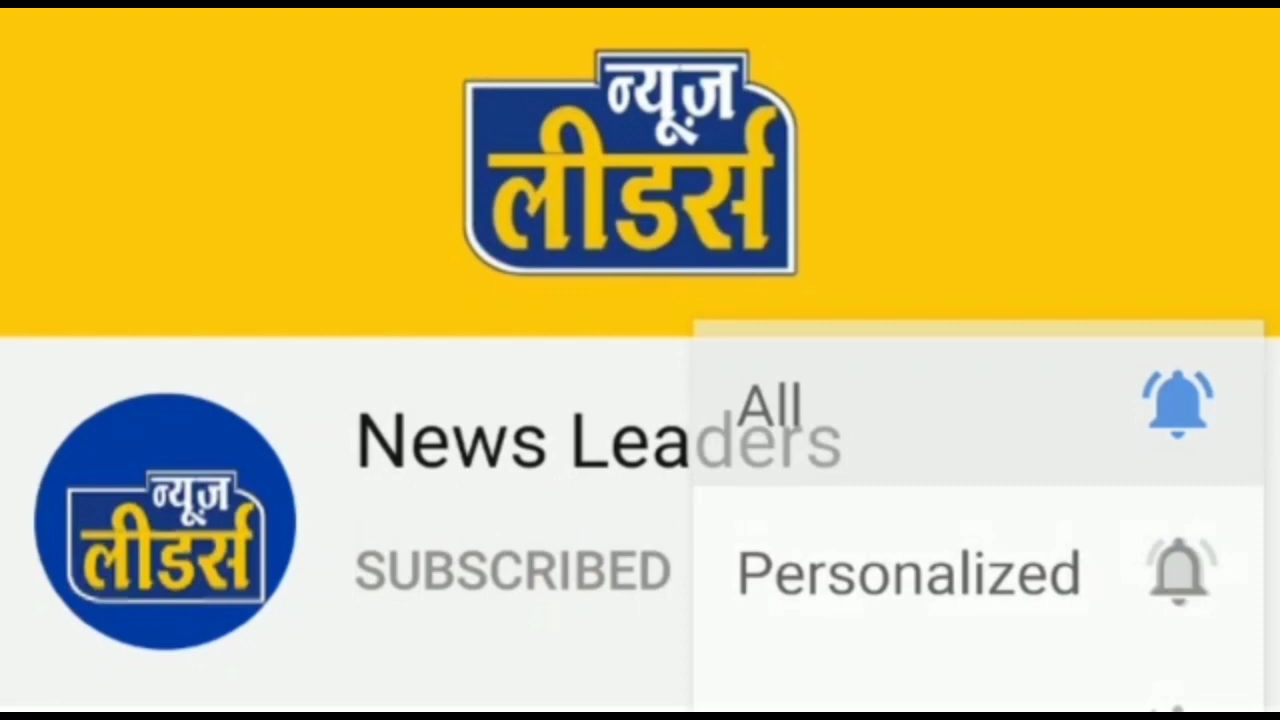 न्यूज़
लीडर्स
All
News Leaders
न्यूज़
लीडर्स
SUBSCRIBED
Personalized